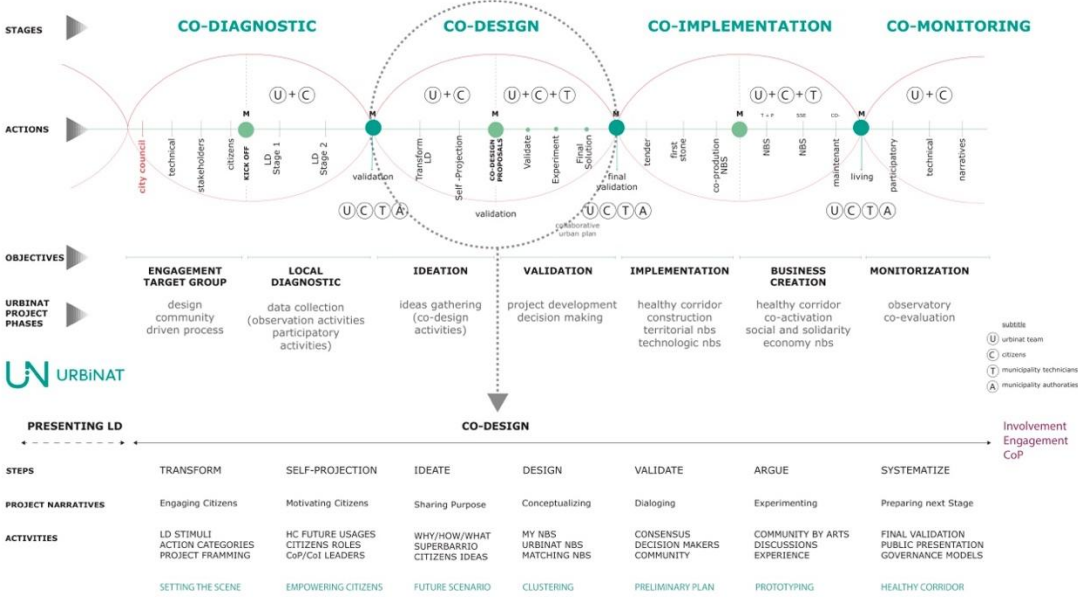 STAGES
CO-DIAGNOSTIC
CO-DESIGN
CO-IMPLEMENTATION
CO-MONITORING
U + C
U + C
U + C + T
U + C + T
U + C
M
M
M
M
M
M
T + P
SSE
CO-
ACTIONS
city council
technical
stakeholders
citizens
KICK OFF
LD
Stage 1
LD
Stage 2
validation
Transform
LD
Self -Projection
CO-DESIGN
PROPOSALS
Validate
Experiment
Final
Solution
final
validation
tender
first
stone
co-prodution
NBS
NBS
NBS
maintenant
living
participatory
technical
narratives
U C T A
validation
U C T A
U C T A
collaborative
urban plan
OBJECTIVES
ENGAGEMENT
TARGET GROUP
LOCAL
DIAGNOSTIC
IDEATION
VALIDATION
IMPLEMENTATION
BUSINESS
CREATION
MONITORIZATION
URBINAT
PROJECT
PHASES
design
community
driven process
data collection
(observation activities
participatory
activities)
ideas gathering
(co-design
activities)
project development
decision making
healthy corridor
construction
territorial nbs
technologic nbs
healthy corridor
co-activation
social and solidarity
economy nbs
observatory
co-evaluation
subtitle
U urbinat team
C citizens
T municipality technicians
A municipality authoraties
UN URBiNAT
PRESENTING LD
CO-DESIGN
Involvement
Engagement
CoP
STEPS
TRANSFORM
SELF-PROJECTION
IDEATE
DESIGN
VALIDATE
ARGUE
SYSTEMATIZE
PROJECT NARRATIVES
Engaging Citizens
Motivating Citizens
Sharing Purpose
Conceptualizing
Dialoging
Experimenting
Preparing next Stage
ACTIVITIES
LD STIMULI
ACTION CATEGORIES
PROJECT FRAMMING
HC FUTURE USAGES
CITIZENS ROLES
CoP/CoI LEADERS
WHY/HOW/WHAT
SUPERBARRIO
CITIZENS IDEAS
MY NBS
URBINAT NBS
MATCHING NBS
CONSENSUS
DECISION MAKERS
COMMUNITY
COMMUNITY BY ARTS
DISCUSSIONS
EXPERIENCE
FINAL VALIDATION
PUBLIC PRESENTATION
GOVERNANCE MODELS
SETTING THE SCENE
EMPOWERING CITIZENS
FUTURE SCENARIO
CLUSTERING
PRELIMINARY PLAN
PROTOTYPING
HEALTHY CORRIDOR